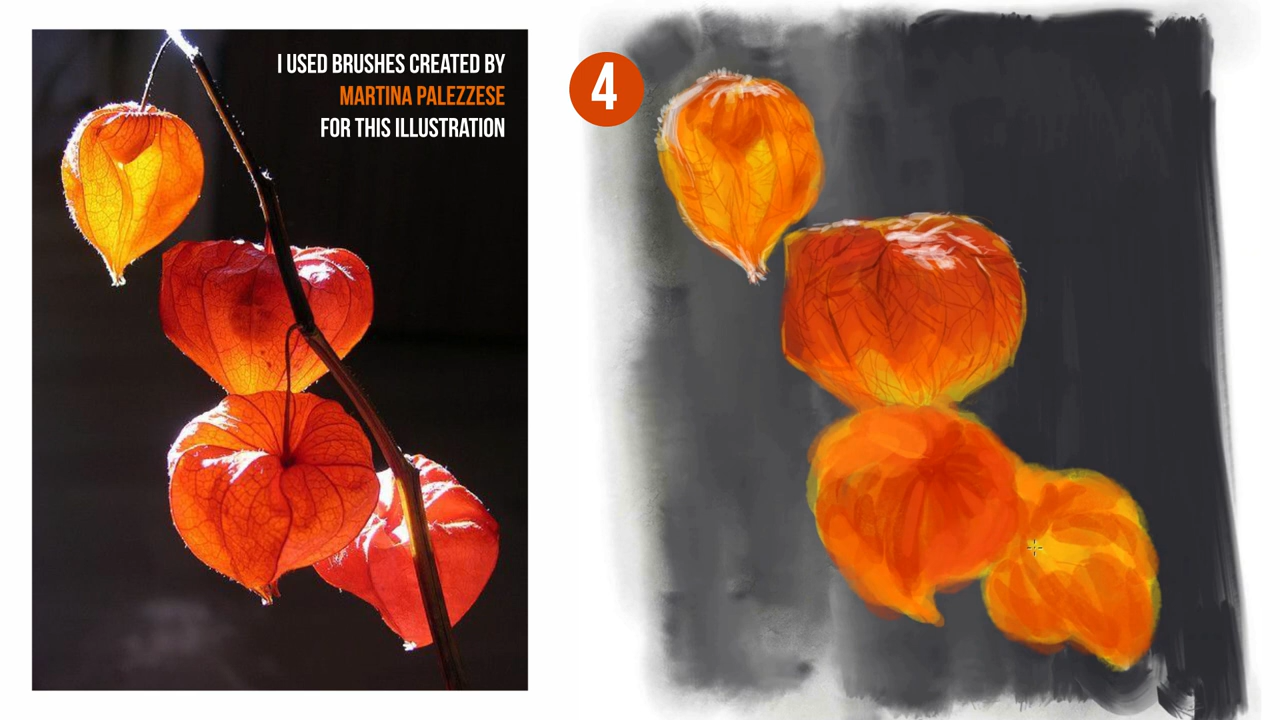 I USED BRUSHES CREATED BY
MARTINA PALEZZESE
FOR THIS ILLUSTRATION
4